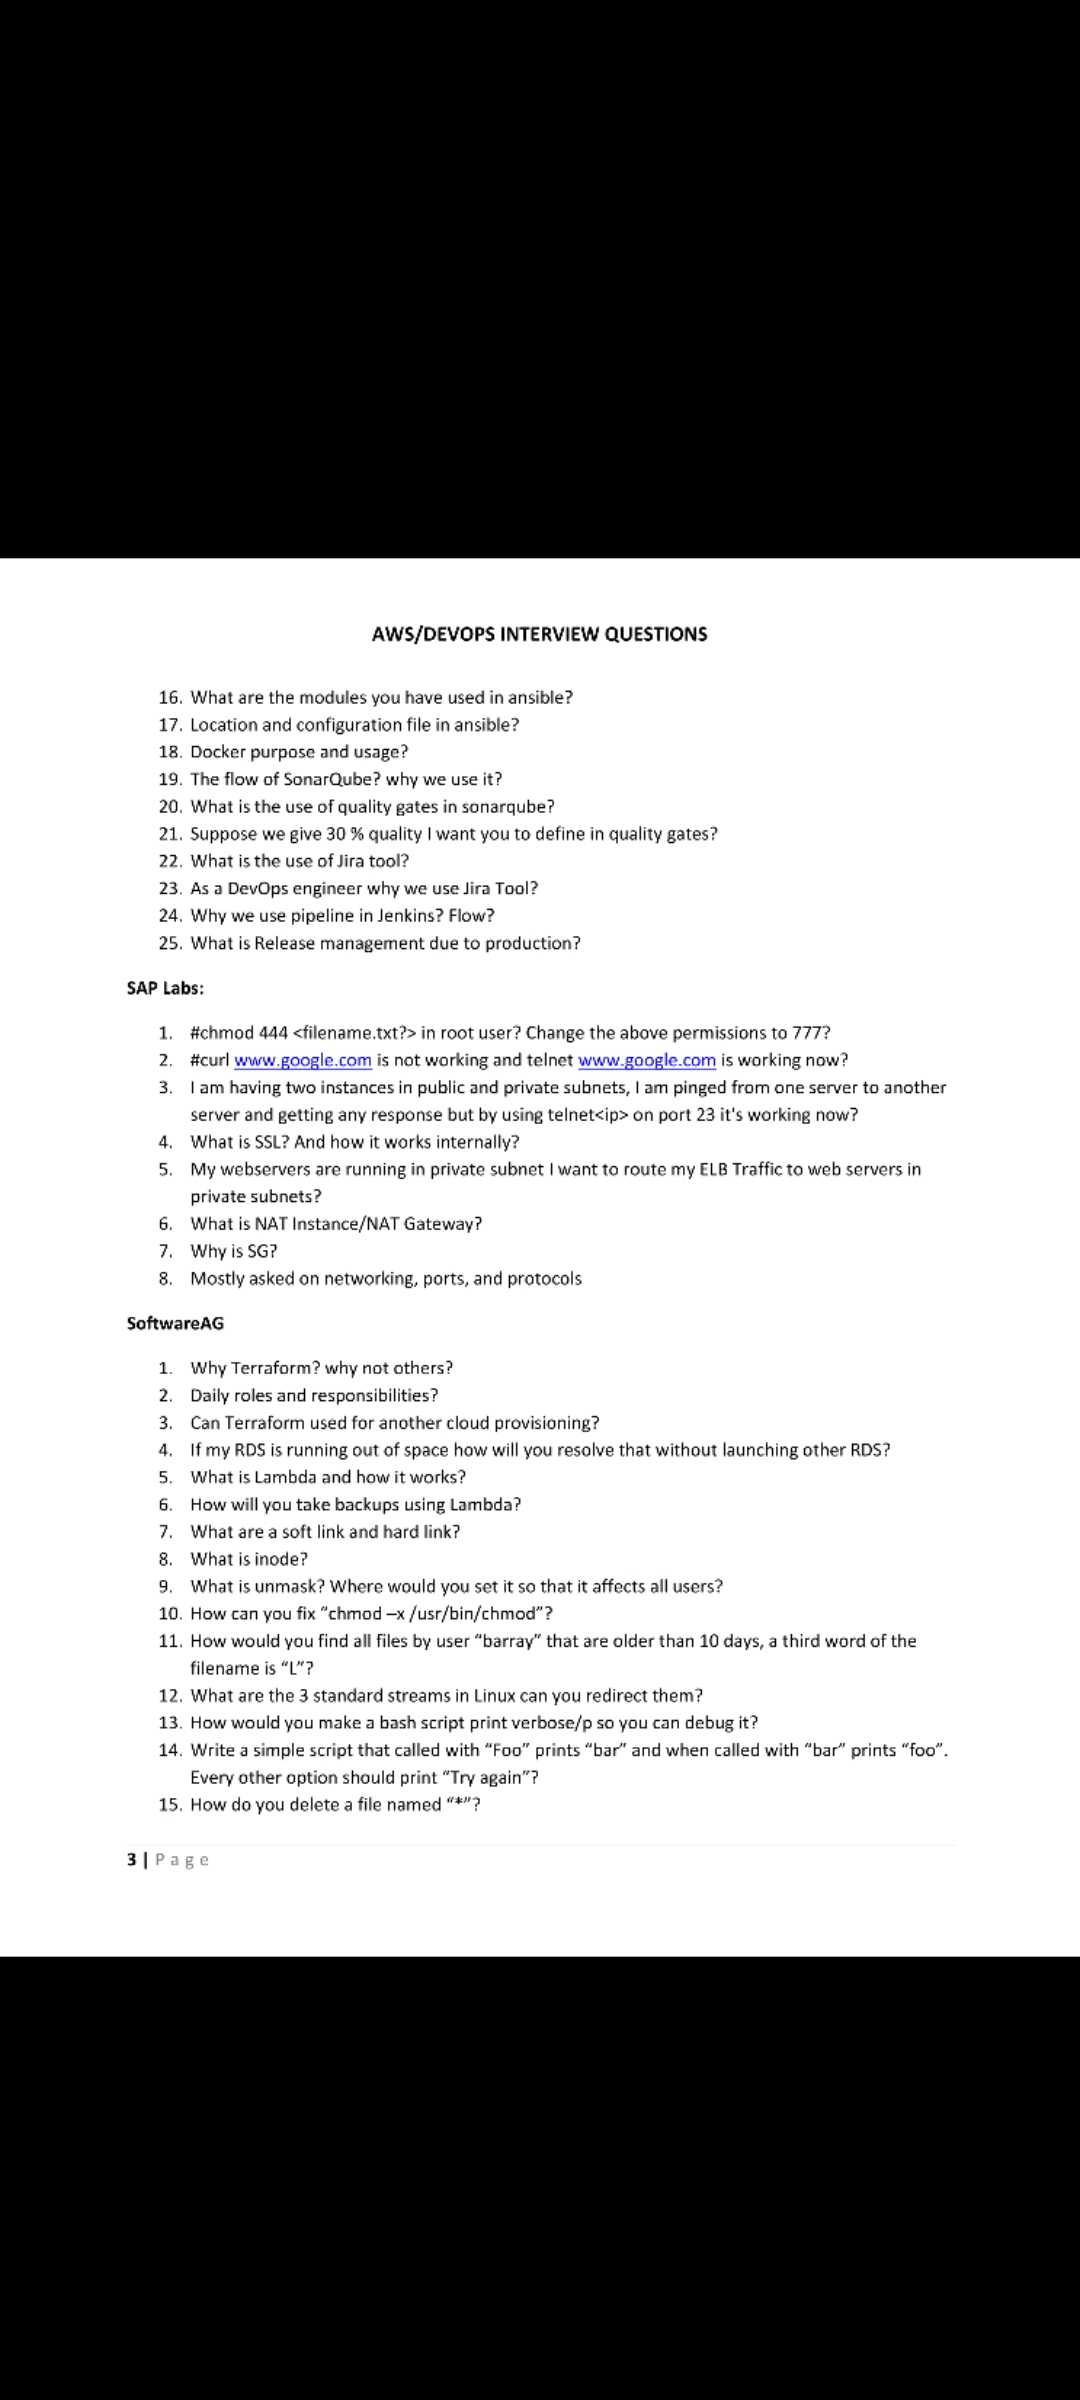 AWS/DEVOPS INTERVIEW QUESTIONS
16. What are the modules you have used in ansible?
17. Location and configuration file in ansible?
18. Docker purpose and usage?
19. The flow of SonarQube? why we use it?
20. What is the use of quality gates in sonarqube?
21. Suppose we give 30 % quality I want you to define in quality gates?
22. What is the use of Jira tool?
23. As a DevOps engineer why we use Jira Tool?
24. Why we use pipeline in Jenkins? Flow?
25. What is Release management due to production?
SAP Labs:
1. #chmod 444 <filename.txt?> in root user? Change the above permissions to 777?
2. #curl www.google.com is not working and telnet www.google.com is working now?
3. I am having two instances in public and private subnets, I am pinged from one server to another
server and getting any response but by using telnet<ip> on port 23 it's working now?
4. What is SSL? And how it works internally?
5. My webservers are running in private subnet I want to route my ELB Traffic to web servers in
private subnets?
6. What is NAT Instance/NAT Gateway?
7. Why is SG?
8. Mostly asked on networking, ports, and protocols
SoftwareAG
1. Why Terraform? why not others?
2. Daily roles and responsibilities?
3. Can Terraform used for another cloud provisioning?
4. If my RDS is running out of space how will you resolve that without launching other RDS?
5. What is Lambda and how it works?
6. How will you take backups using Lambda?
7. What are a soft link and hard link?
8. What is inode?
9. What is unmask? Where would you set it so that it affects all users?
10. How can you fix “chmod –x /usr/bin/chmod”?
11. How would you find all files by user “barray” that are older than 10 days, a third word of the
filename is “L”?
12. What are the 3 standard streams in Linux can you redirect them?
13. How would you make a bash script print verbose/p so you can debug it?
14. Write a simple script that called with “Foo” prints “bar” and when called with “bar” prints “foo”.
Every other option should print “Try again”?
15. How do you delete a file named “*”?
3 | Page